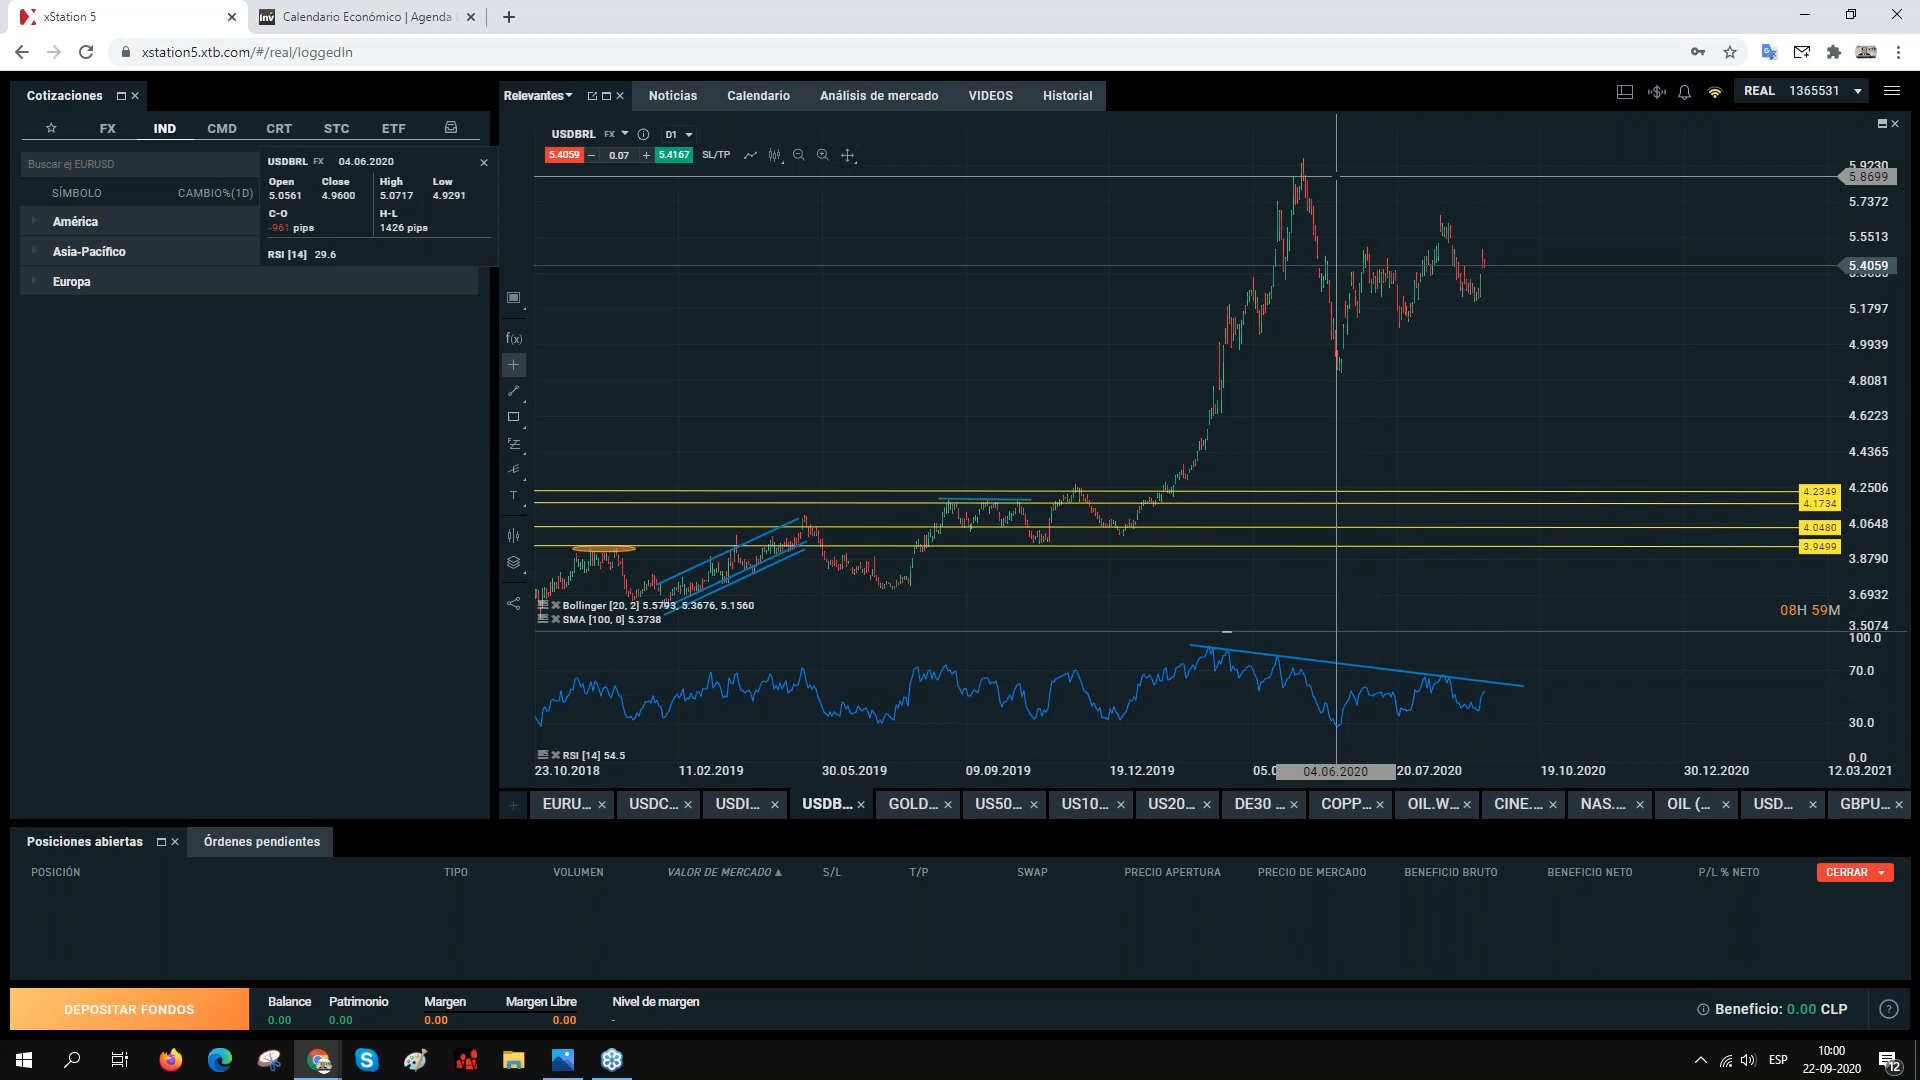 xStation 5
Calendario Económico | Agenda
xstation5.xtb.com/#/real/loggedIn
Cotizaciones
Relevantes
Noticias
Calendario
Análisis de mercado
VIDEOS
Historial
REAL 1365531
FX
IND
CMD
CRT
STC
ETF
Buscar ej EURUSD
SÍMBOLO
CAMBIO%(1D)
América
Asia-Pacífico
Europa
USDBRL FX 04.06.2020
Open Close High Low
5.0561 4.9600 5.0717 4.9291
C-O H-L
-961 pips 1426 pips
RSI [14] 29.6
USDBRL FX D1
5.4059 0.07 5.4167 SL/TP
f(x)
T
5.9230
5.8699
5.7372
5.5513
5.4059
5.1797
4.9939
4.8081
4.6223
4.4365
4.2506
4.2349
4.1734
4.0648
4.0480
3.9499
3.8790
3.6932
08H 59M
3.5074
Bollinger [20, 2] 5.5793, 5.3676, 5.1560
SMA [100, 0] 5.3738
100.0
70.0
30.0
0.0
RSI [14] 54.5
23.10.2018 11.02.2019 30.05.2019 09.09.2019 19.12.2019 05.0 04.06.2020 20.07.2020 19.10.2020 30.12.2020 12.03.2021
EURU... USDC... USDI... USDB... GOLD... US50... US10... US20... DE30 ... COPP... OIL.W... CINE.... NAS.... OIL (... USD... GBPU...
Posiciones abiertas
Órdenes pendientes
POSICIÓN TIPO VOLUMEN VALOR DE MERCADO S/L T/P SWAP PRECIO APERTURA PRECIO DE MERCADO BENEFICIO BRUTO BENEFICIO NETO P/L % NETO CERRAR
DEPOSITAR FONDOS
Balance Patrimonio Margen Margen Libre Nivel de margen
0.00 0.00 0.00 0.00 -
Beneficio: 0.00 CLP
ESP
10:00
22-09-2020
12